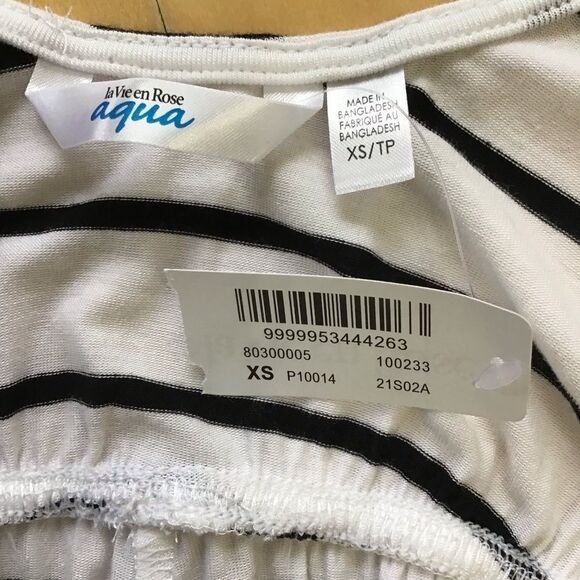 la Vie en Rose
aqua
MADE IN
BANGLADESH
FABRIQUÉ AU
BANGLADESH
XS/TP
9999953444263
80300005 100233
XS P10014 21S02A